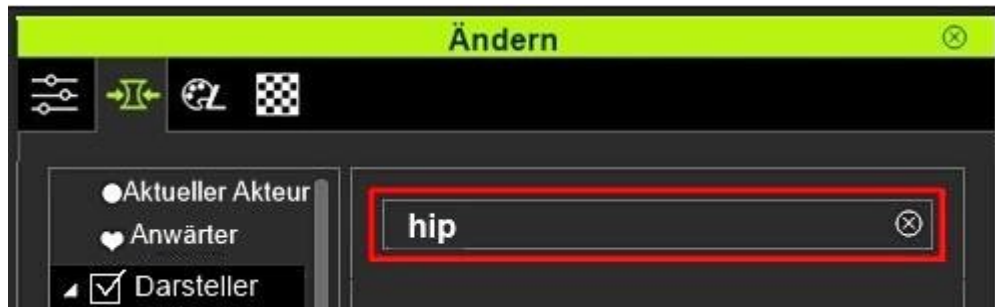 Ändern
Aktueller Akteur
hip
Anwärter
Darsteller